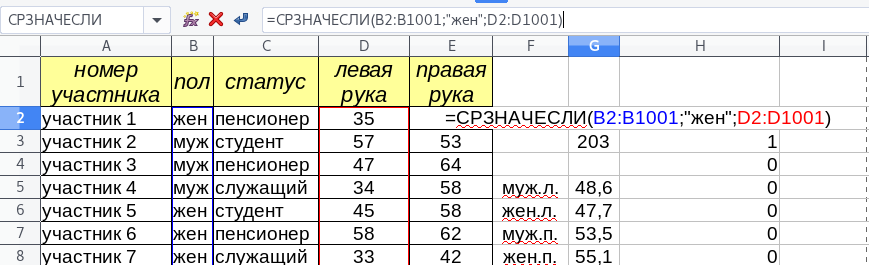 СРЗНАЧЕСЛИ =СРЗНАЧЕСЛИ(B2:B1001;"жен";D2:D1001)
A B C D E F G H I
1 номер участника пол статус левая рука правая рука
2 участник 1 жен пенсионер 35 =СРЗНАЧЕСЛИ(B2:B1001;"жен";D2:D1001)
3 участник 2 муж студент 57 53 203 1
4 участник 3 муж пенсионер 47 64 0
5 участник 4 муж служащий 34 58 муж.л. 48,6 0
6 участник 5 жен студент 45 58 жен.л. 47,7 0
7 участник 6 жен пенсионер 58 62 муж.п. 53,5 0
8 участник 7 жен служащий 33 42 жен.п. 55,1 0